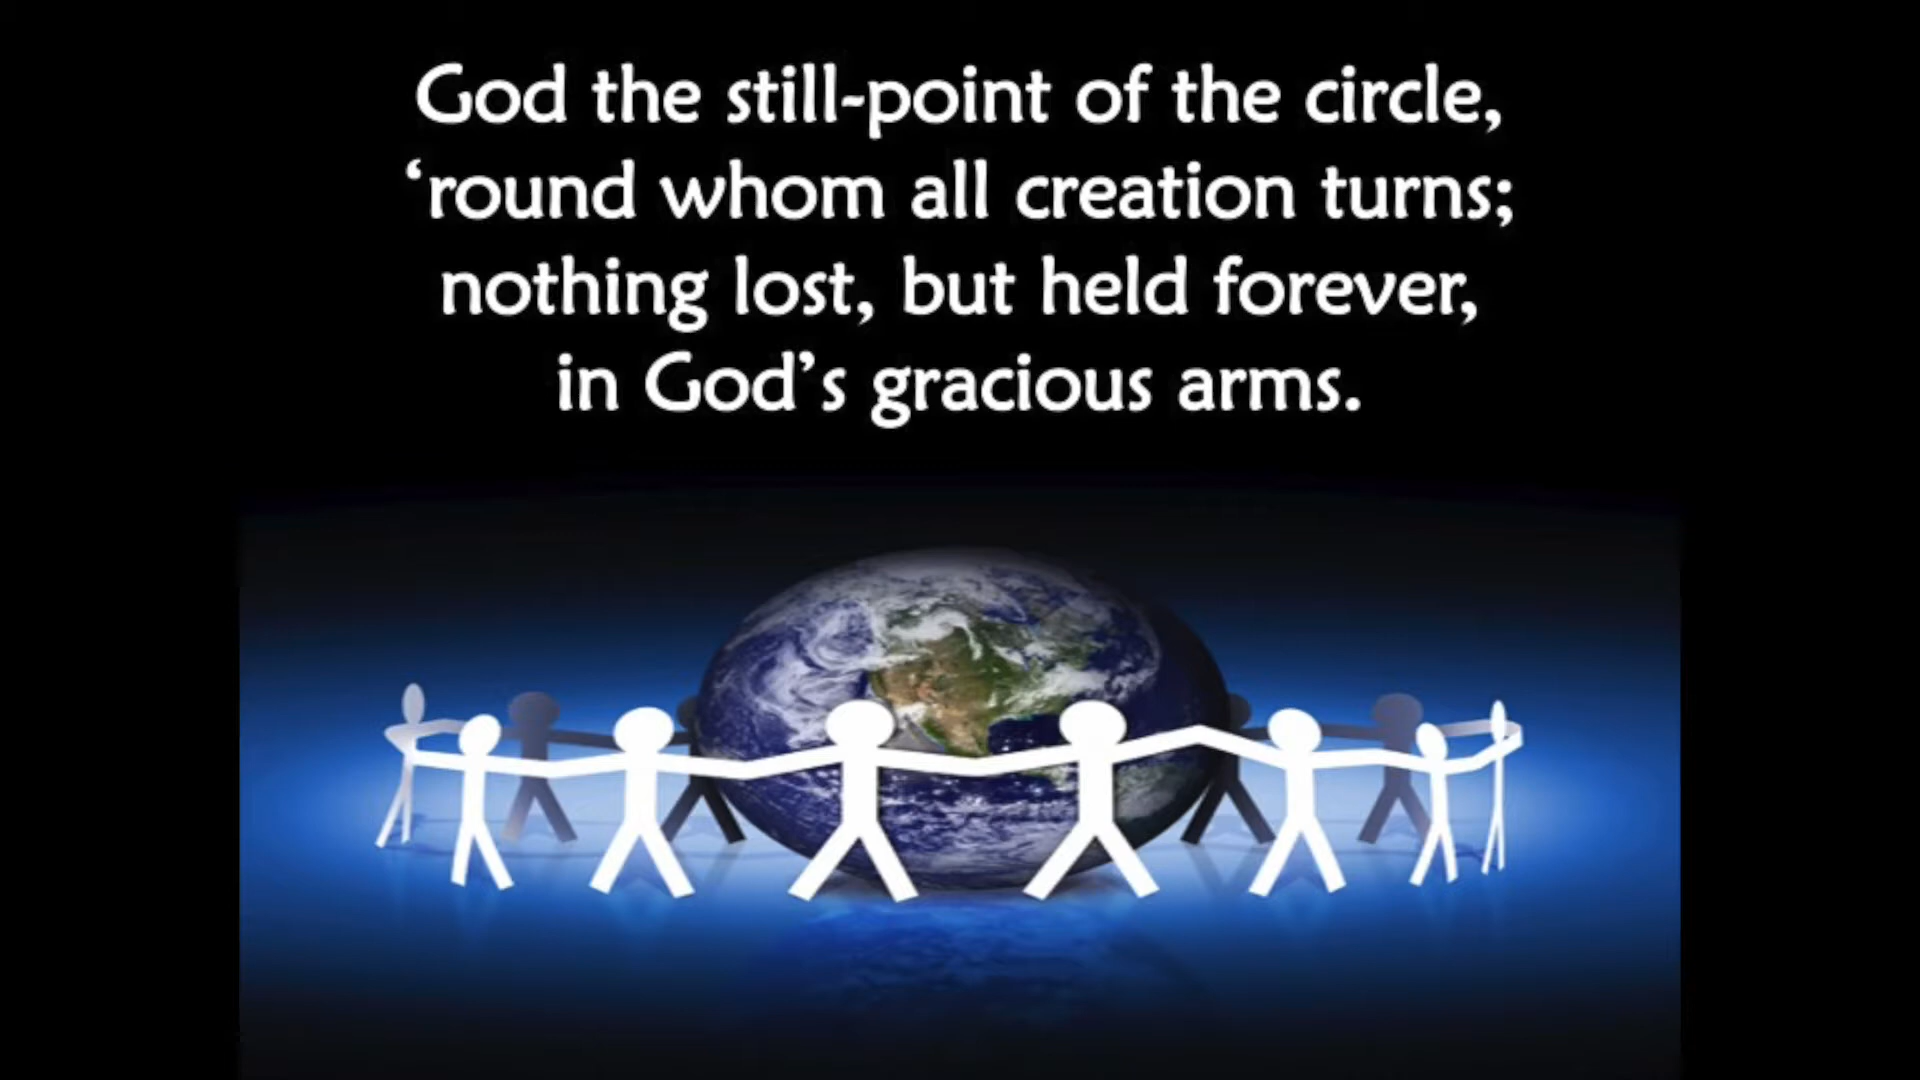 God the still-point of the circle,
‘round whom all creation turns;
nothing lost, but held forever,
in God’s gracious arms.